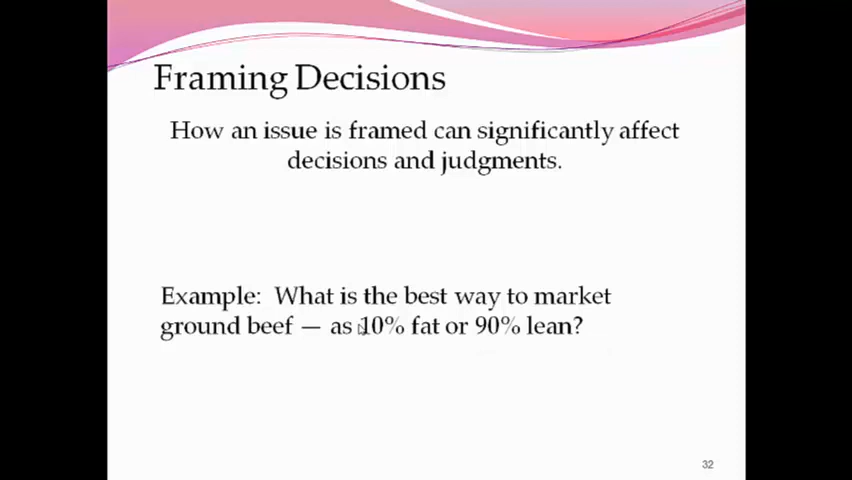 Framing Decisions
How an issue is framed can significantly affect
decisions and judgments.
Example: What is the best way to market
ground beef — as 10% fat or 90% lean?
32